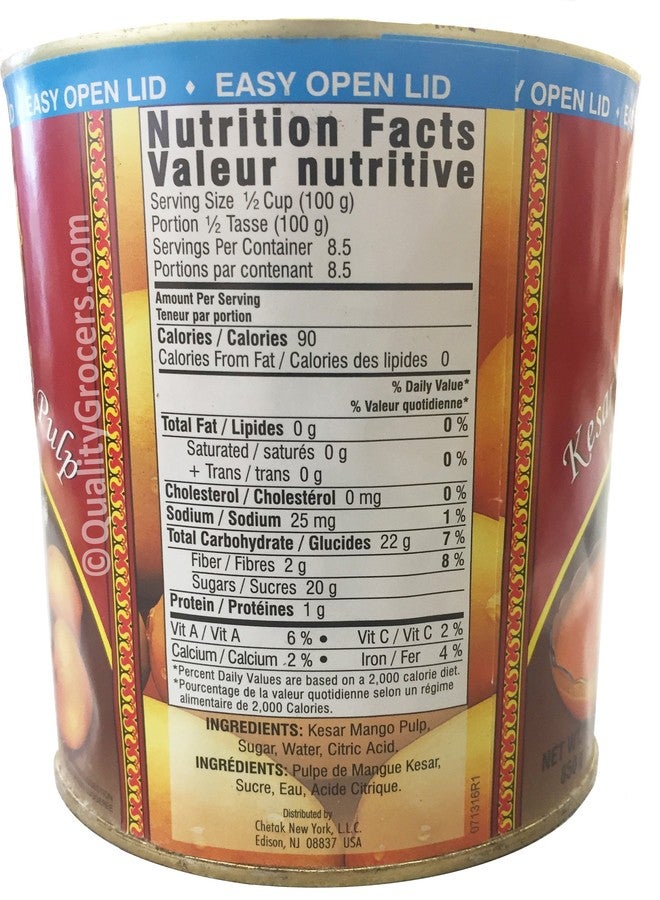 EASY OPEN LID • EASY OPEN LID
Y OPEN LID •
Nutrition Facts
Valeur nutritive
Serving Size ½ Cup (100 g)
Portion ½ Tasse (100 g)
Servings Per Container 8.5
Portions par contenant 8.5
Amount Per Serving
Teneur par portion
Calories / Calories 90
Calories From Fat / Calories des lipides 0
% Daily Value*
% Valeur quotidienne*
Total Fat / Lipides 0 g 0 %
Saturated / saturés 0 g
+ Trans / trans 0 g 0 %
Cholesterol / Cholestérol 0 mg 0 %
Sodium / Sodium 25 mg 1 %
Total Carbohydrate / Glucides 22 g 7 %
Fiber / Fibres 2 g 8 %
Sugars / Sucres 20 g
Protein / Protéines 1 g
Vit A / Vit A 6 % • Vit C / Vit C 2 %
Calcium / Calcium 2 % • Iron / Fer 4 %
*Percent Daily Values are based on a 2,000 calorie diet.
*Pourcentage de la valeur quotidienne selon un régime
alimentaire de 2,000 Calories.
INGREDIENTS: Kesar Mango Pulp,
Sugar, Water, Citric Acid.
INGRÉDIENTS: Pulpe de Mangue Kesar,
Sucre, Eau, Acide Citrique.
Distributed by
Chetak New York, L.L.C.
Edison, NJ 08837 USA
071316R1
Pulp
Kesa
NET W
850
©QualityGrocers.com